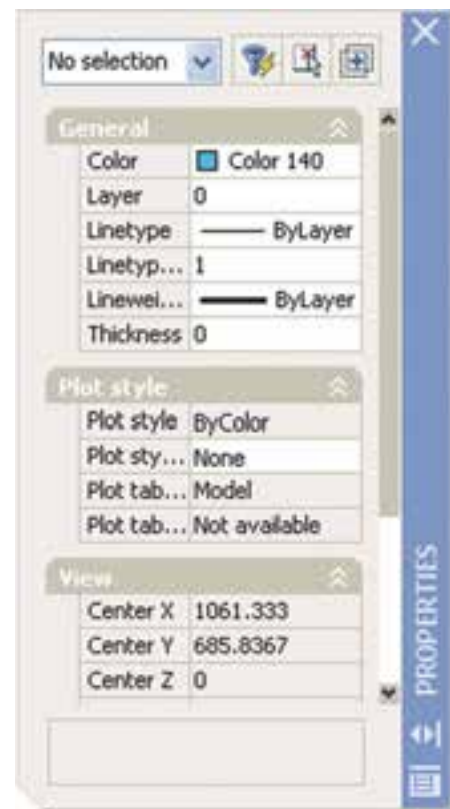 No selection
General
Color Color 140
Layer 0
Linetype ByLayer
Linetyp... 1
Linewei... ByLayer
Thickness 0
Plot style
Plot style ByColor
Plot sty... None
Plot tab... Model
Plot tab... Not available
View
Center X 1061.333
Center Y 685.8367
Center Z 0
PROPERTIES